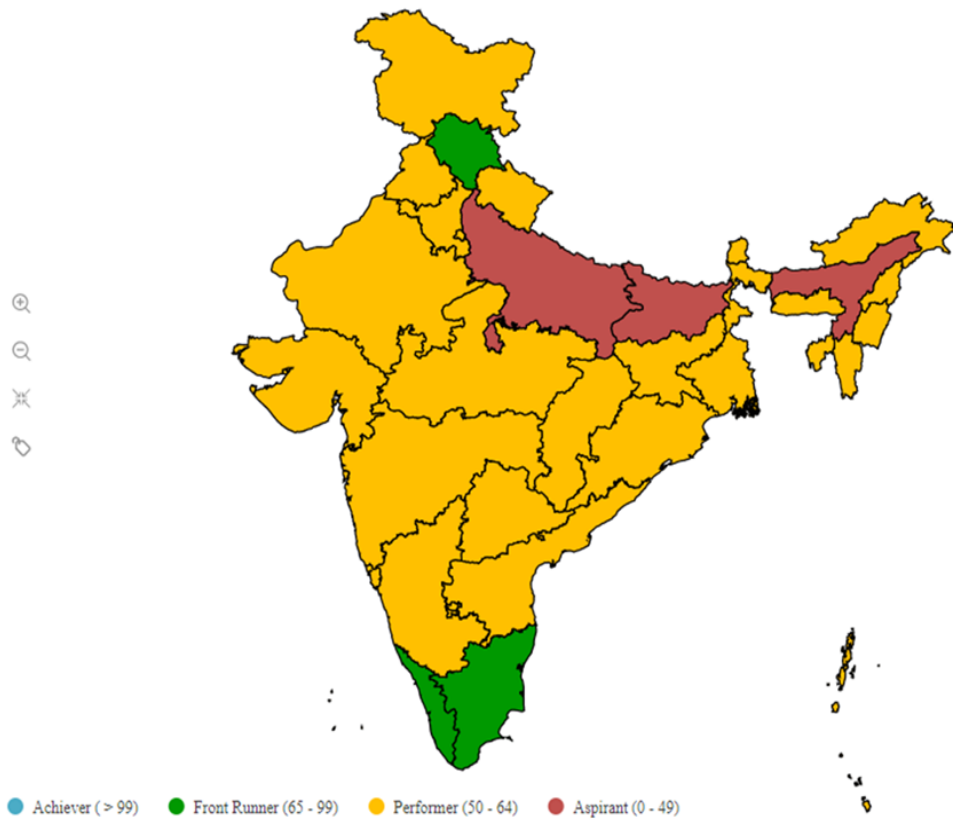 Achiever ( > 99) Front Runner (65 - 99) Performer (50 - 64) Aspirant (0 - 49)